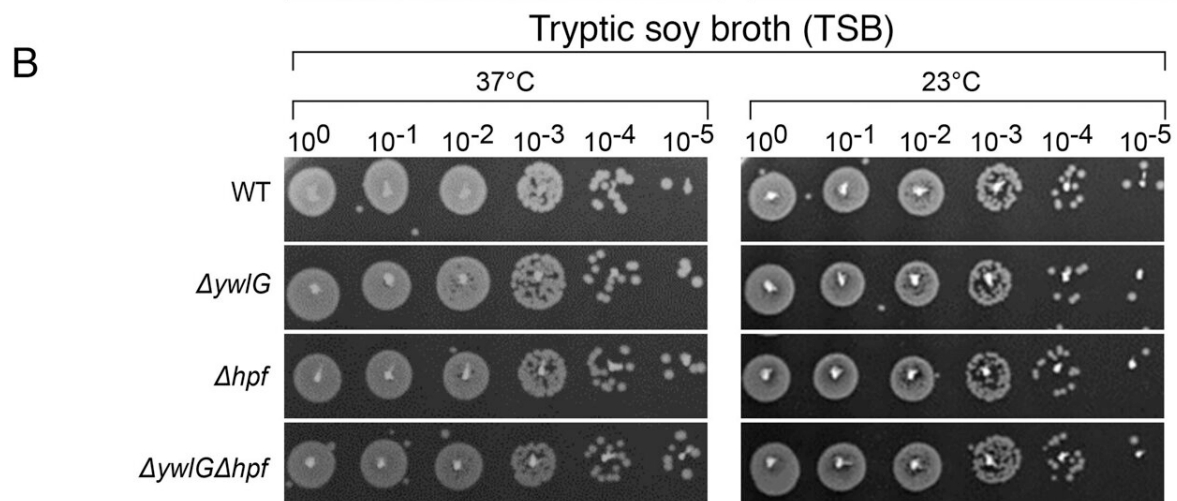 B
Tryptic soy broth (TSB)
37°C 23°C
10⁰ 10⁻¹ 10⁻² 10⁻³ 10⁻⁴ 10⁻⁵ 10⁰ 10⁻¹ 10⁻² 10⁻³ 10⁻⁴ 10⁻⁵
WT
ΔywlG
Δhpf
ΔywlGΔhpf